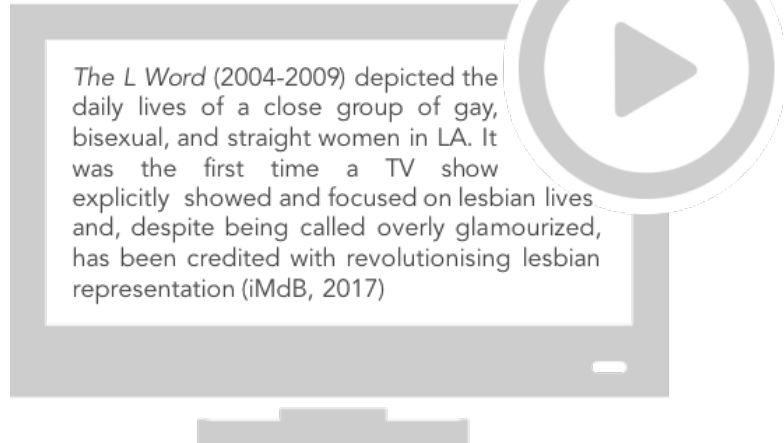 The L Word (2004-2009) depicted the
daily lives of a close group of gay,
bisexual, and straight women in LA. It
was the first time a TV show
explicitly showed and focused on lesbian lives
and, despite being called overly glamourized,
has been credited with revolutionising lesbian
representation (iMdB, 2017)